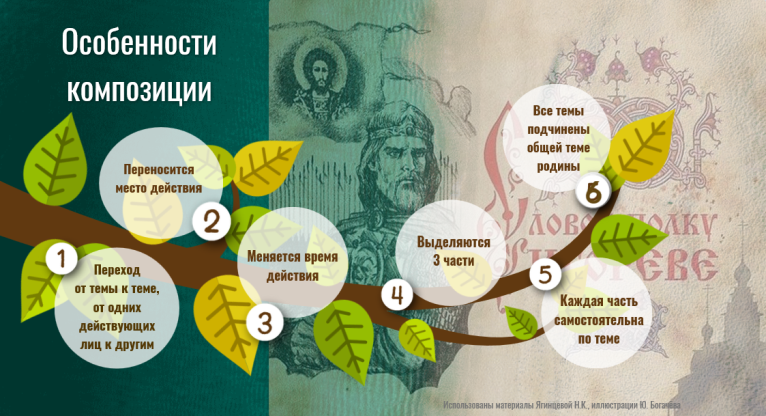 Особенности
композиции
1
Переход
от темы к теме,
от одних
действующих
лиц к другим
2
Переносится
место действия
3
Меняется время
действия
4
Выделяются
3 части
5
Каждая часть
самостоятельна
по теме
6
Все темы
подчинены
общей теме
родины
Слово о полку
Игореве
Использованы материалы Ягинцевой Н.К., иллюстрации Ю. Богачёва